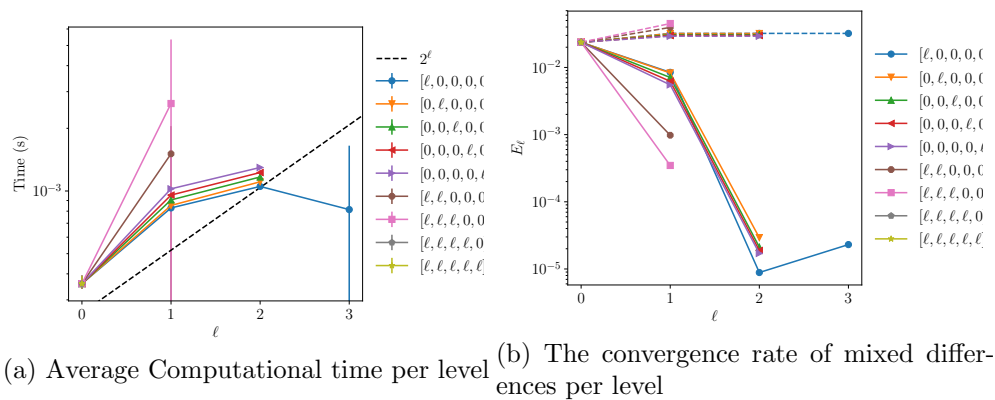 Time (s)
10⁻³
0
1
2
3
ℓ
2^ℓ
[ℓ, 0, 0, 0, 0
[0, ℓ, 0, 0, 0
[0, 0, ℓ, 0, 0
[0, 0, 0, ℓ, 0
[0, 0, 0, 0, ℓ
[ℓ, ℓ, 0, 0, 0
[ℓ, ℓ, ℓ, 0, 0
[ℓ, ℓ, ℓ, ℓ, 0
[ℓ, ℓ, ℓ, ℓ, ℓ]
(a) Average Computational time per level
E_ℓ
10⁻²
10⁻³
10⁻⁴
10⁻⁵
0
1
2
3
ℓ
[ℓ, 0, 0, 0, 0
[0, ℓ, 0, 0, 0
[0, 0, ℓ, 0, 0
[0, 0, 0, ℓ, 0
[0, 0, 0, 0, ℓ
[ℓ, ℓ, 0, 0, 0
[ℓ, ℓ, ℓ, 0, 0
[ℓ, ℓ, ℓ, ℓ, 0
[ℓ, ℓ, ℓ, ℓ, ℓ]
(b) The convergence rate of mixed differ-
ences per level